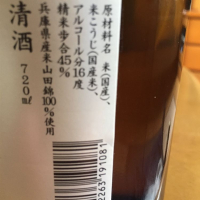 原材料名 米(国産)、
米こうじ(国産米)、
アルコール分16度
精米歩合45%
兵庫県産米山田錦100%使用
清酒 720ml
2263191081